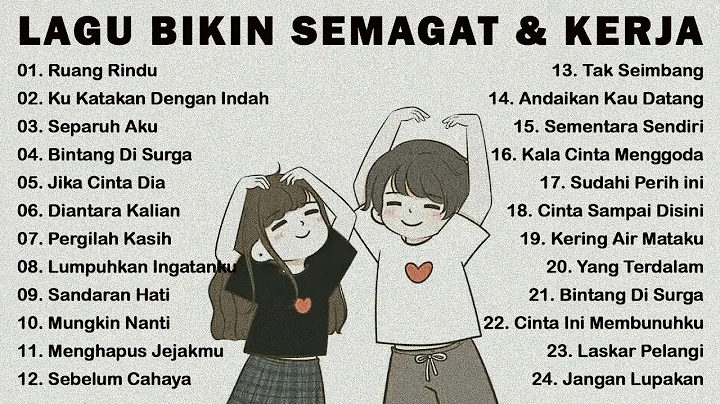 LAGU BIKIN SEMAGAT & KERJA
01. Ruang Rindu
02. Ku Katakan Dengan Indah
03. Separuh Aku
04. Bintang Di Surga
05. Jika Cinta Dia
06. Diantara Kalian
07. Pergilah Kasih
08. Lumpuhkan Ingatanku
09. Sandaran Hati
10. Mungkin Nanti
11. Menghapus Jejakmu
12. Sebelum Cahaya
13. Tak Seimbang
14. Andaikan Kau Datang
15. Sementara Sendiri
16. Kala Cinta Menggoda
17. Sudahi Perih ini
18. Cinta Sampai Disini
19. Kering Air Mataku
20. Yang Terdalam
21. Bintang Di Surga
22. Cinta Ini Membunuhku
23. Laskar Pelangi
24. Jangan Lupakan